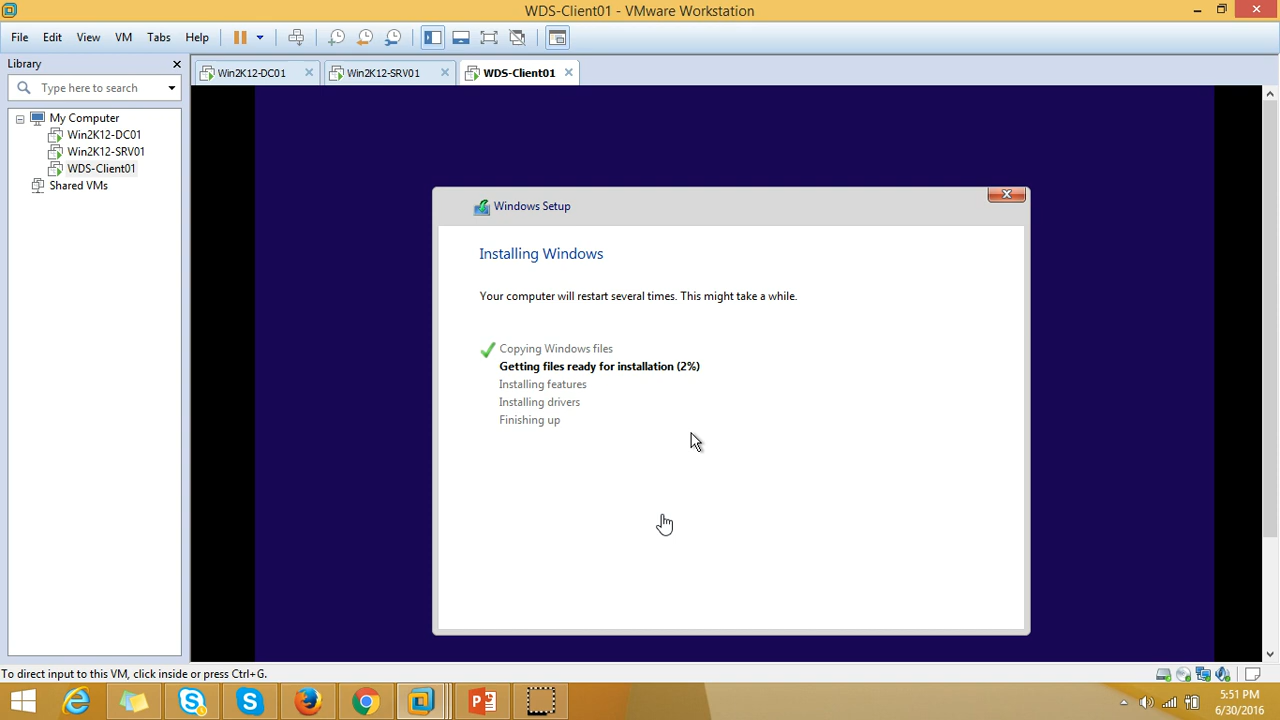 WDS-Client01 - VMware Workstation
File Edit View VM Tabs Help
Library
Type here to search
My Computer
Win2K12-DC01
Win2K12-SRV01
WDS-Client01
Shared VMs
Win2K12-DC01
Win2K12-SRV01
WDS-Client01
Windows Setup
Installing Windows
Your computer will restart several times. This might take a while.
Copying Windows files
Getting files ready for installation (2%)
Installing features
Installing drivers
Finishing up
To direct input to this VM, click inside or press Ctrl+G.
5:51 PM
6/30/2016